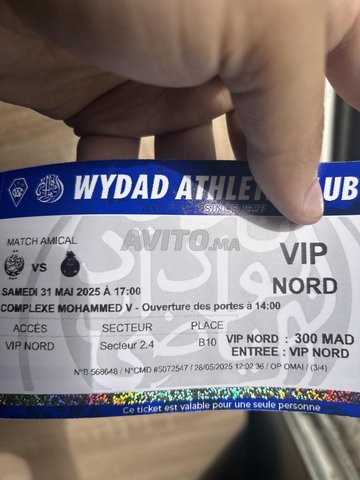 WYDAD ATHLET UB
SINCE 1937
AVITO.MA
MATCH AMICAL
VS
VIP
NORD
SAMEDI 31 MAI 2025 À 17:00
COMPLEXE MOHAMMED V - Ouverture des portes à 14:00
ACCÈS SECTEUR PLACE
VIP NORD Secteur 2.4 B10
VIP NORD : 300 MAD
ENTREE : VIP NORD
N°B 568648 / N°CMD #5072547 / 28/05/2025 12:02:36 / OP OMAI / (3/4)
Ce ticket est valable pour une seule personne